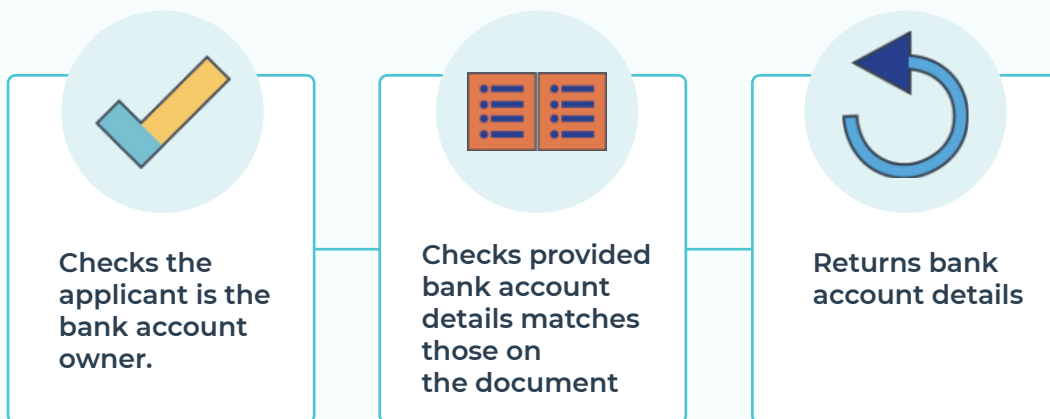 Checks the
applicant is the
bank account
owner.
Checks provided
bank account
details matches
those on
the document
Returns bank
account details